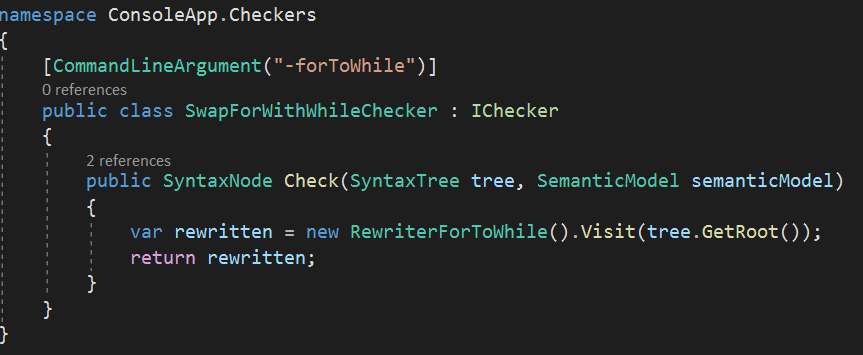 namespace ConsoleApp.Checkers
{
[CommandLineArgument("-forToWhile")]
0 references
public class SwapForWithWhileChecker : IChecker
{
2 references
public SyntaxNode Check(SyntaxTree tree, SemanticModel semanticModel)
{
var rewritten = new RewriterForToWhile().Visit(tree.GetRoot());
return rewritten;
}
}
}